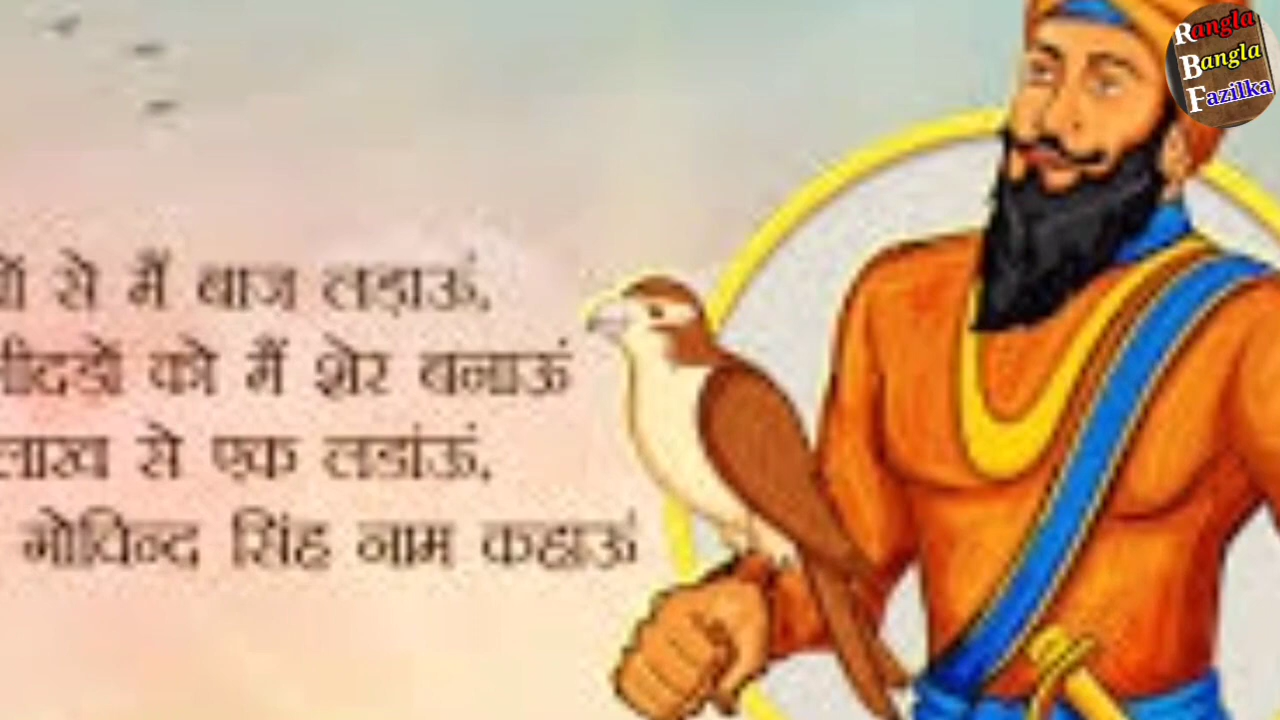 से मैं बाज लड़ाऊं,
को मैं शेर बनाऊं
लाख से एक लडांऊं,
गोविन्द सिंह नाम कहाऊं
Rangla
Bangla
Fazilka